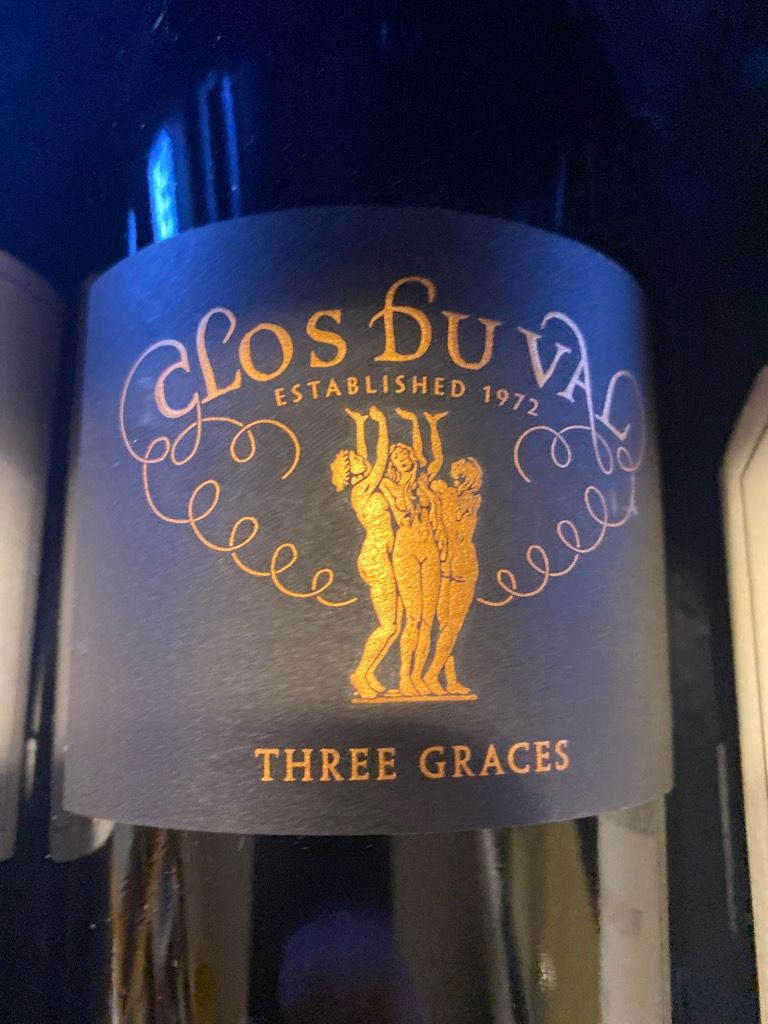 CLOS DU VAL
ESTABLISHED 1972
THREE GRACES